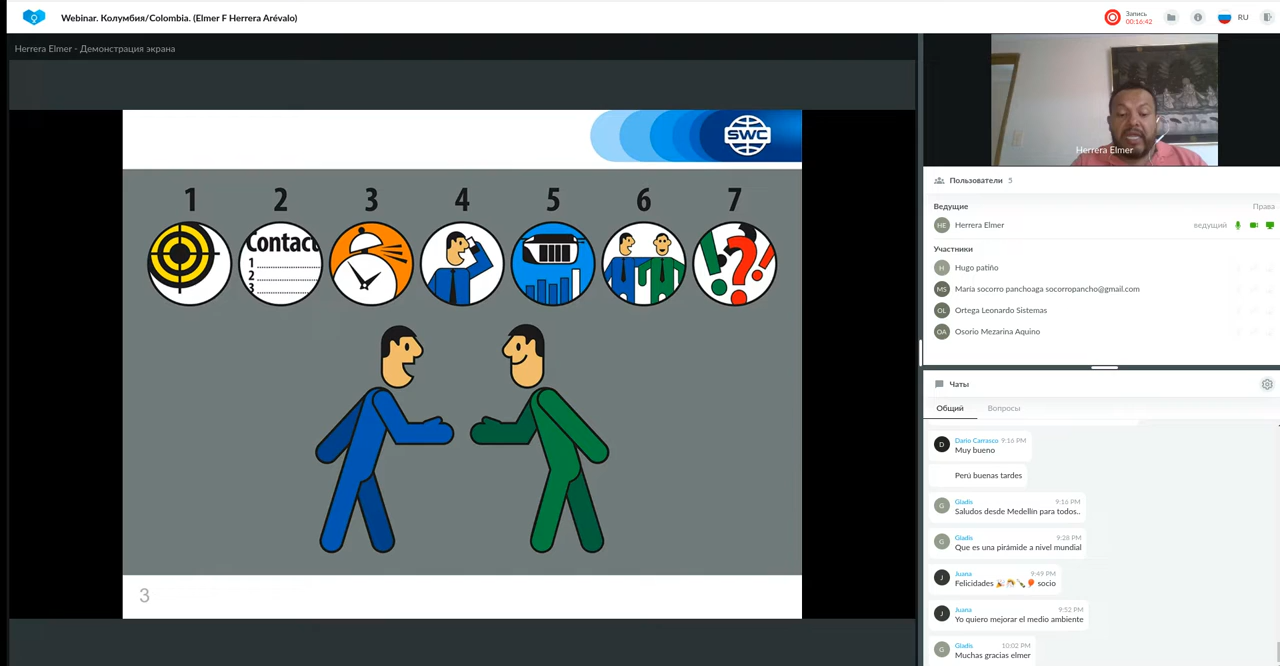 Webinar. Колумбия/Colombia. (Elmer F Herrera Arévalo)
Запись
00:16:42
RU
Herrera Elmer - Демонстрация экрана
SWC
1 2 3 4 5 6 7
Contact
1
2
3
3
Herrera Elmer
Пользователи 5
Ведущие Права
HE Herrera Elmer ведущий
Участники
H Hugo patiño
MS María socorro panchoaga socorropancho@gmail.com
OL Ortega Leonardo Sistemas
OA Osorio Mezarina Aquino
Чаты
Общий Вопросы
D Dario Carrasco 9:16 PM
Muy bueno
Perú buenas tardes
G Gladis 9:16 PM
Saludos desde Medellín para todos..
G Gladis 9:28 PM
Que es una pirámide a nivel mundial
J Juana 9:49 PM
Felicidades 🎉🎊🍾🎈 socio
J Juana 9:52 PM
Yo quiero mejorar el medio ambiente
G Gladis 10:02 PM
Muchas gracias elmer